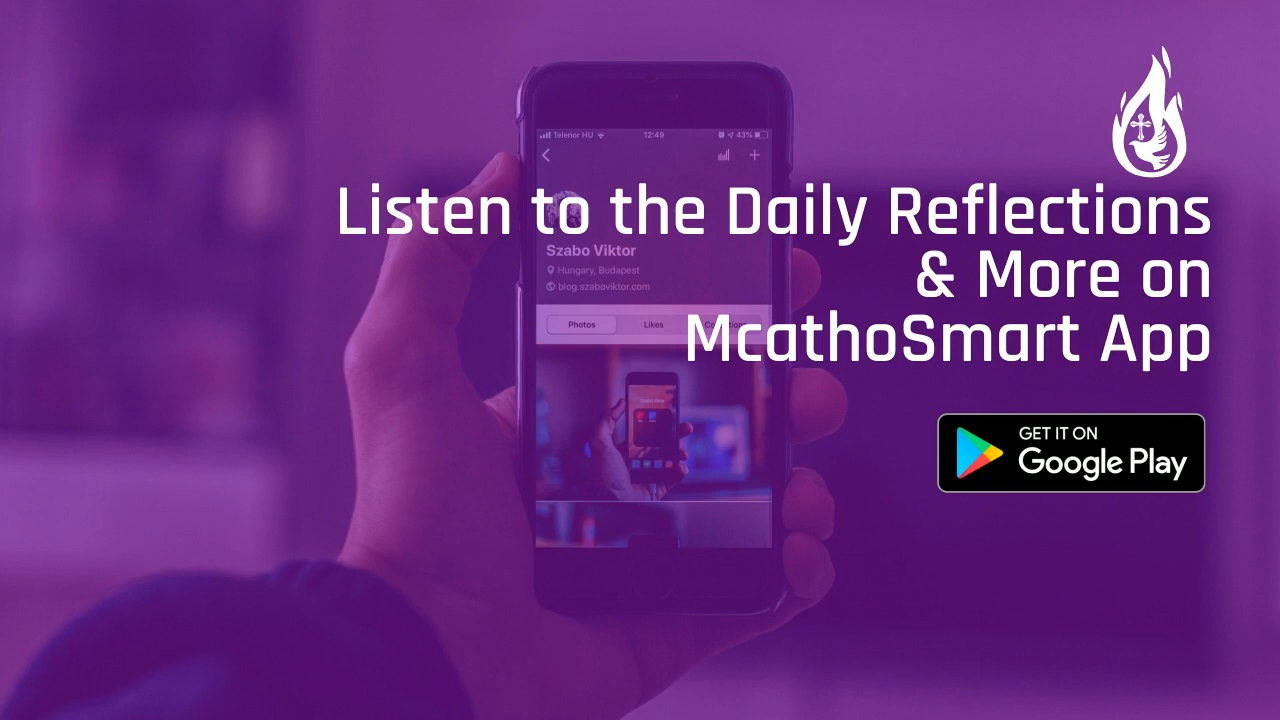 Telenor HU 12:49 43%
Listen to the Daily Reflections
& More on
McathoSmart App
Szabo Viktor
Hungary, Budapest
blog.szaboviktor.com
Photos Likes
GET IT ON
Google Play